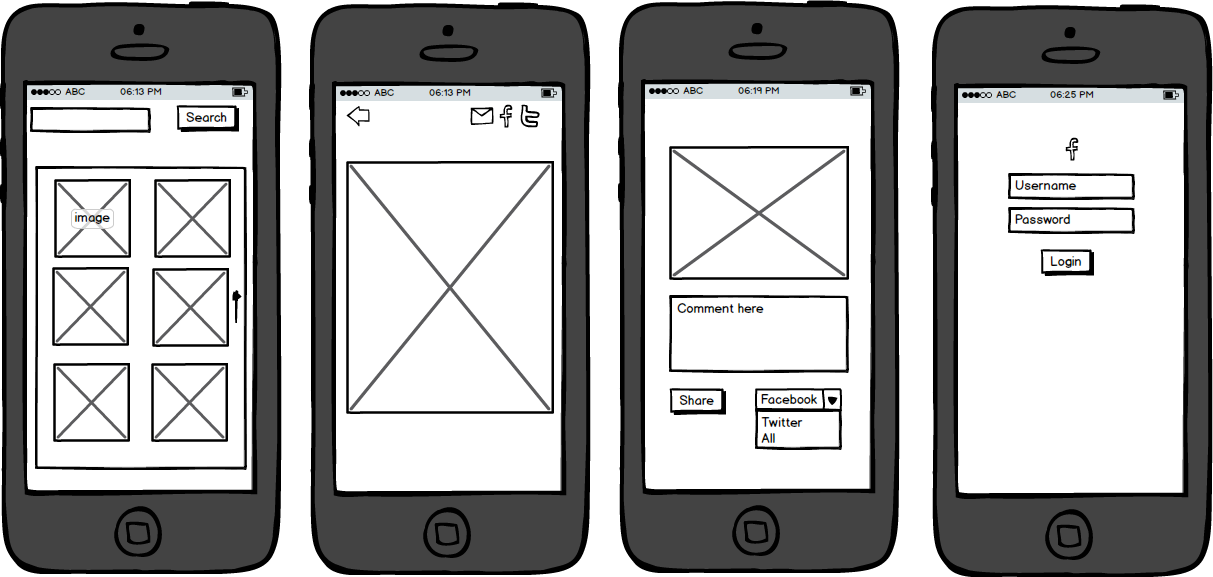 ABC 06:13 PM
Search
image
ABC 06:13 PM
ABC 06:19 PM
Comment here
Share
Facebook
Twitter
All
ABC 06:25 PM
Username
Password
Login